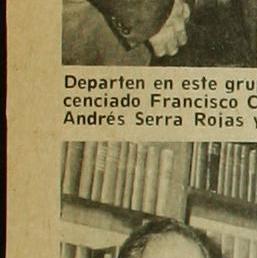 Departen en este gru
cenciado Francisco C
Andrés Serra Rojas y